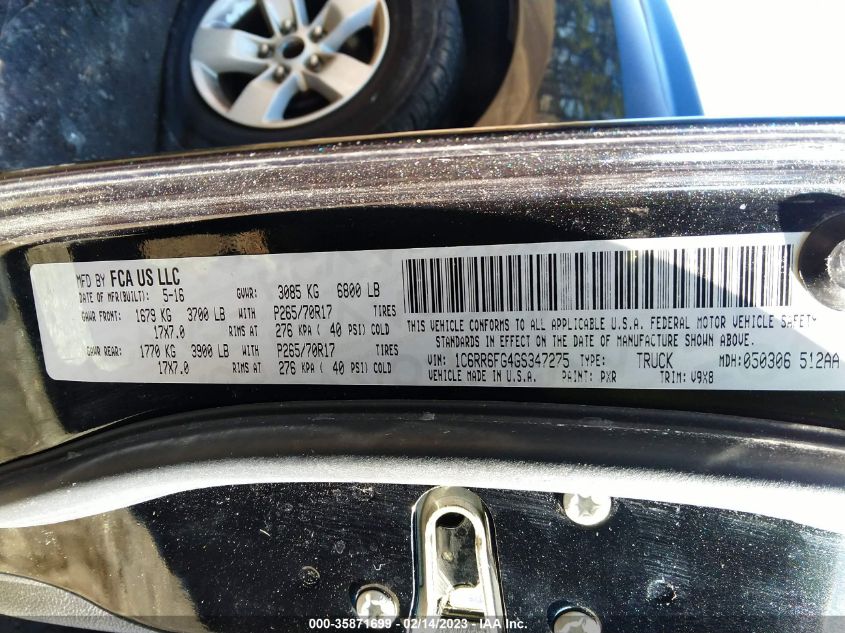 MFD BY FCA US LLC
DATE OF MFR(BUILT): 5-16 GVWR: 3085 KG 6800 LB
GAWR FRONT: 1679 KG 3700 LB WITH P265/70R17 TIRES
17X7.0 RIMS AT 276 KPA ( 40 PSI) COLD
GAWR REAR: 1770 KG 3900 LB WITH P265/70R17 TIRES
17X7.0 RIMS AT 276 KPA ( 40 PSI) COLD
THIS VEHICLE CONFORMS TO ALL APPLICABLE U.S.A. FEDERAL MOTOR VEHICLE SAFETY
STANDARDS IN EFFECT ON THE DATE OF MANUFACTURE SHOWN ABOVE.
VIN: 1C6RR6FG4GS347275 TYPE: TRUCK MDH: 050306 512AA
VEHICLE MADE IN U.S.A. PAINT: PXR TRIM: V9X8
000-35871699 - 02/14/2023 - IAA Inc.